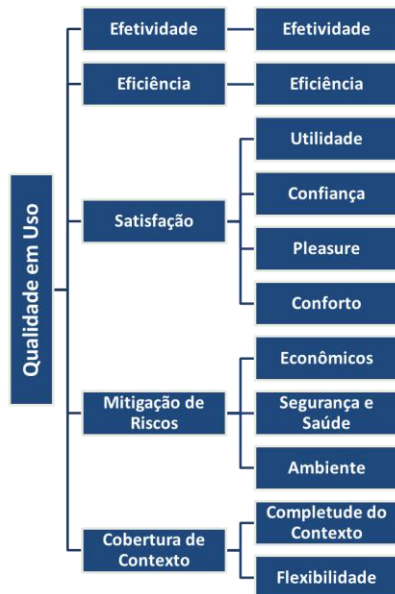 Qualidade em Uso
Efetividade
Efetividade
Eficiência
Eficiência
Satisfação
Utilidade
Confiança
Pleasure
Conforto
Mitigação de
Riscos
Econômicos
Segurança e
Saúde
Ambiente
Cobertura de
Contexto
Completude do
Contexto
Flexibilidade